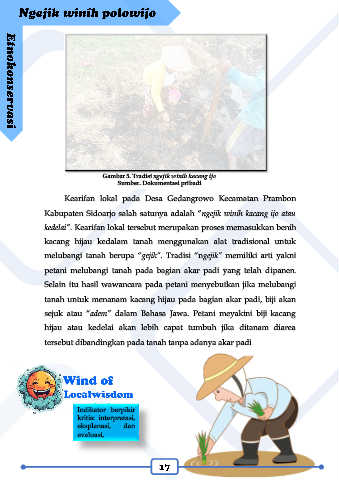 Ngejik winih polowijo
Etnokonservasi
Gambar 5. Tradisi ngejik winih kacang ijo
Sumber. Dokumentasi pribadi
Kearifan lokal pada Desa Gedangrowo Kecamatan Prambon
Kabupaten Sidoarjo salah satunya adalah “ngejik winih kacang ijo atau
kedelai”. Kearifan lokal tersebut merupakan proses memasukkan benih
kacang hijau kedalam tanah menggunakan alat tradisional untuk
melubangi tanah berupa “gejik”. Tradisi “ngejik” memiliki arti yakni
petani melubangi tanah pada bagian akar padi yang telah dipanen.
Selain itu hasil wawancara pada petani menyebutkan jika melubangi
tanah untuk menanam kacang hijau pada bagian akar padi, biji akan
sejuk atau “adem” dalam Bahasa Jawa. Petani meyakini biji kacang
hijau atau kedelai akan lebih capat tumbuh jika ditanam diarea
tersebut dibandingkan pada tanah tanpa adanya akar padi
Wind of
Localwisdom
Indikator berpikir
kritis: interpretasi,
eksplanasi, dan
evaluasi.
17